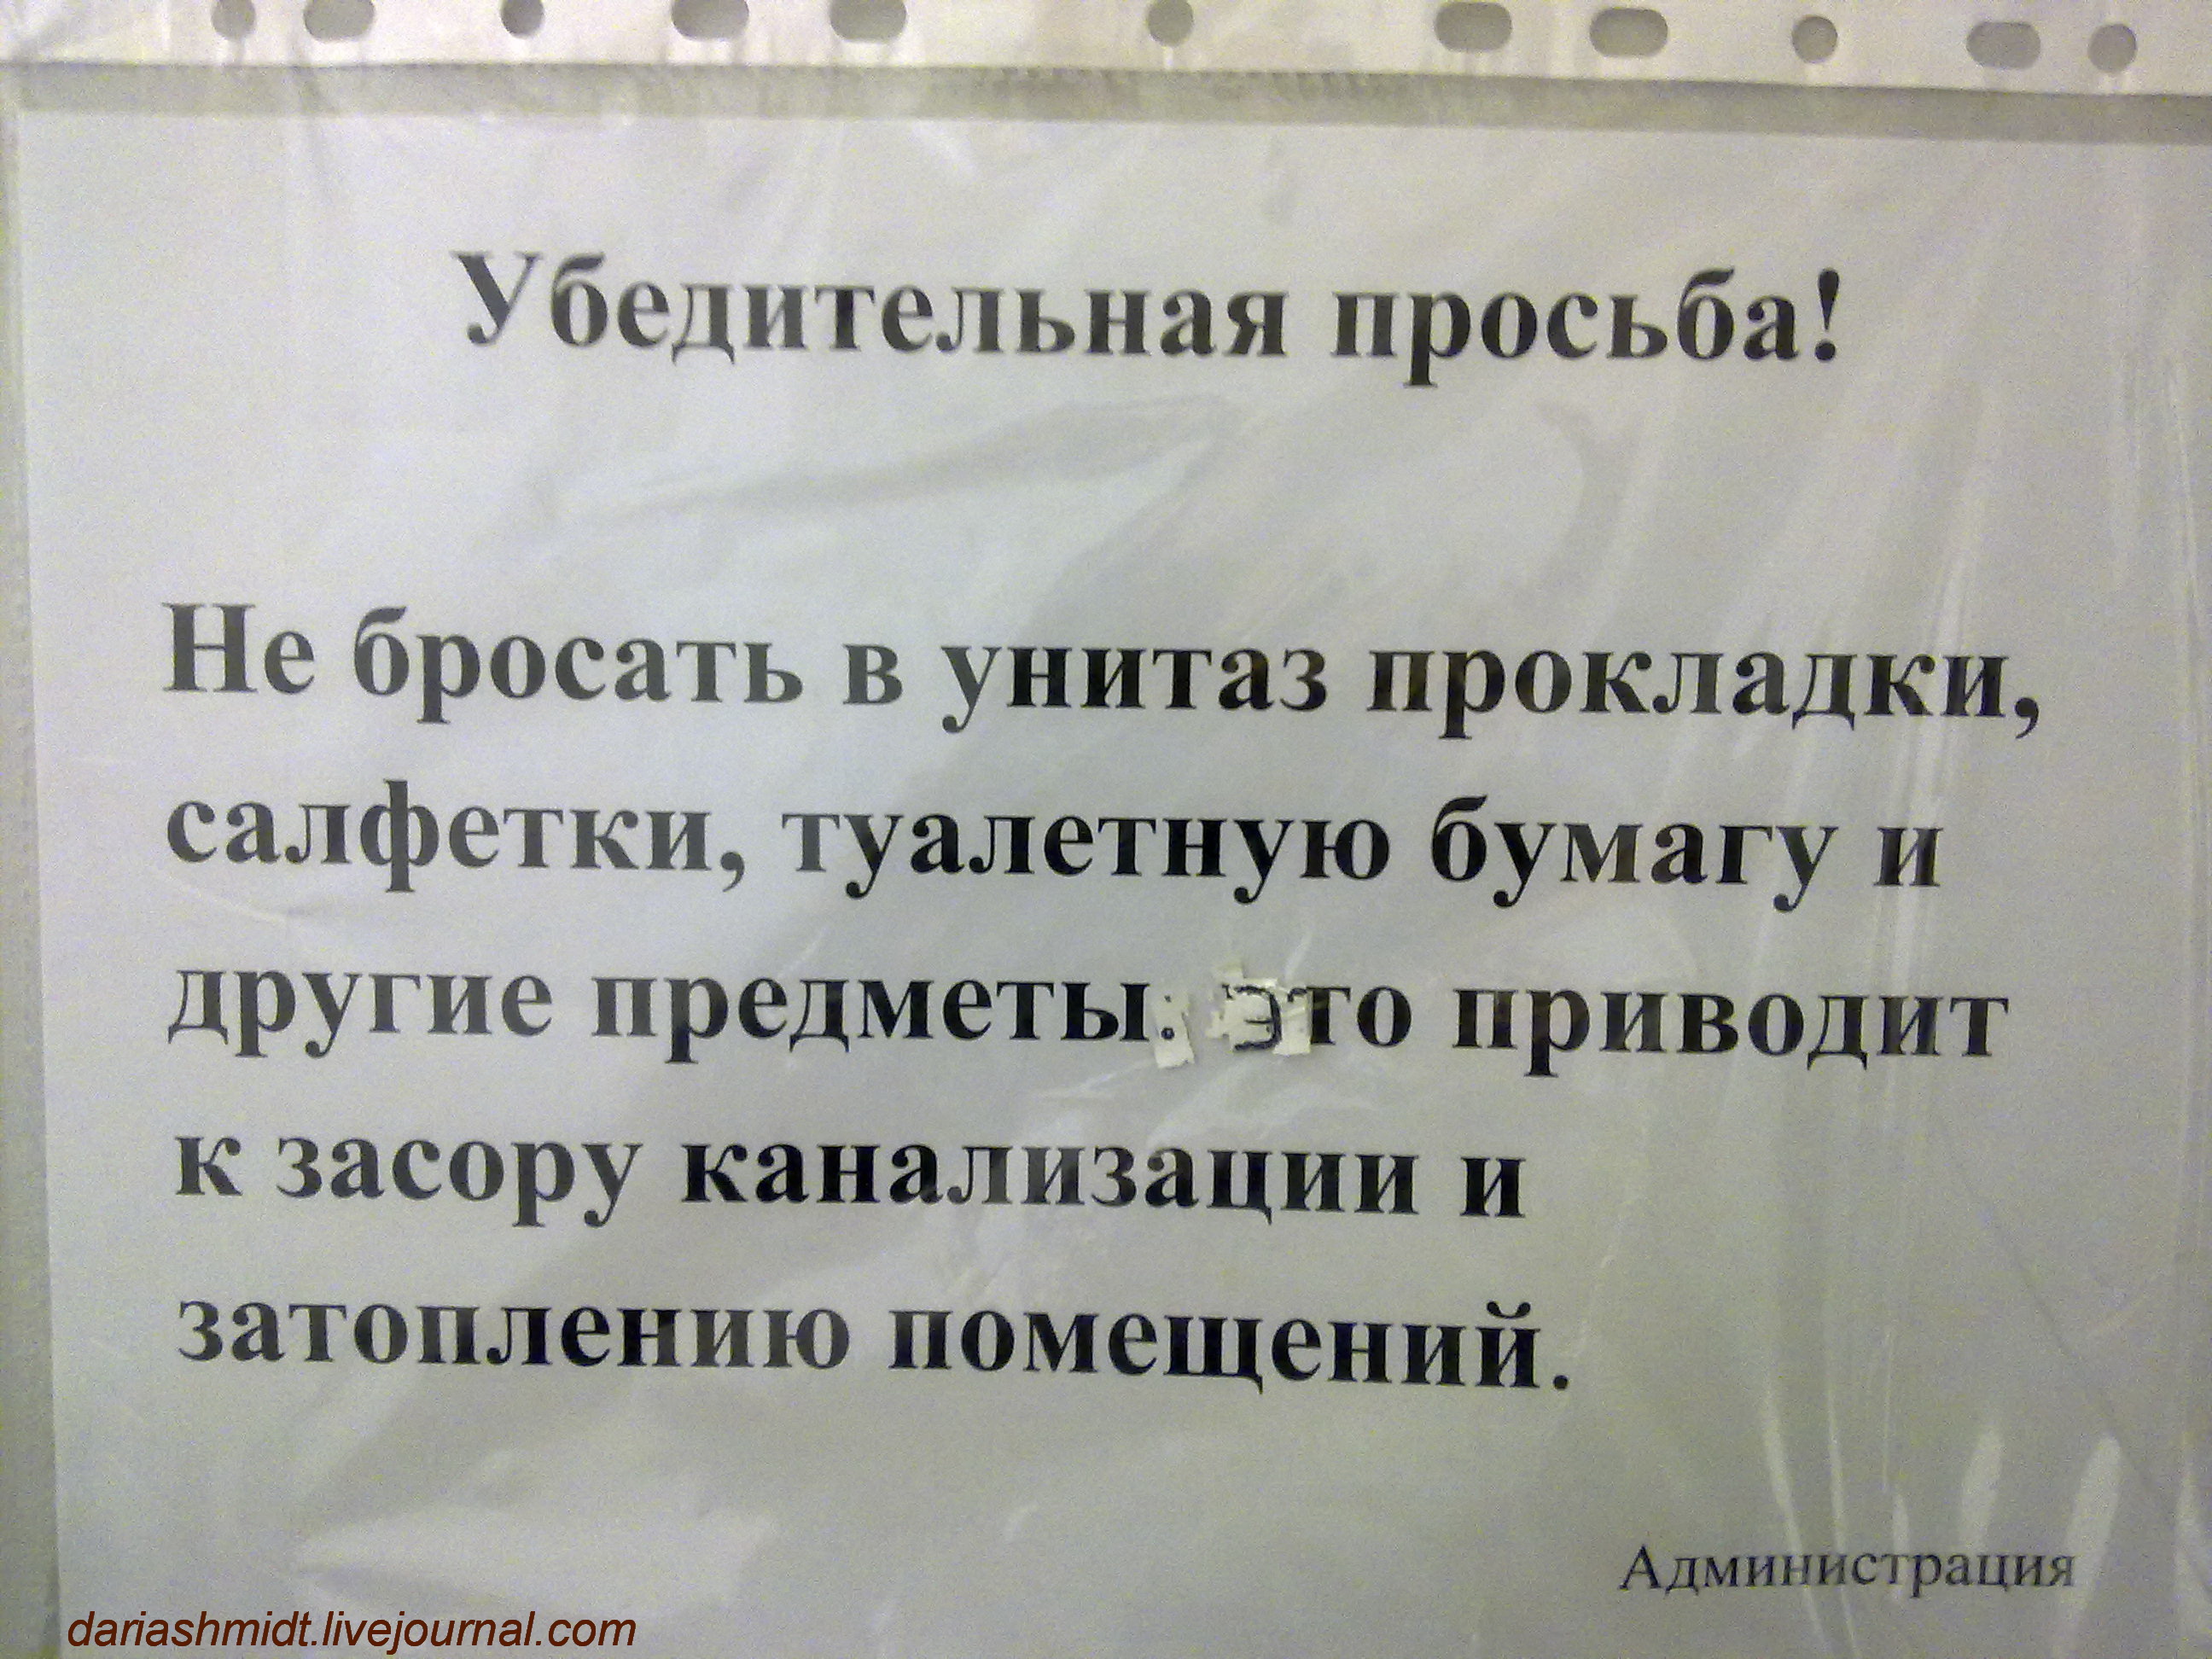 Убедительная просьба!
Не бросать в унитаз прокладки,
салфетки, туалетную бумагу и
другие предметы. это приводит
к засору канализации и
затоплению помещений.
Администрация
dariashmidt.livejournal.com